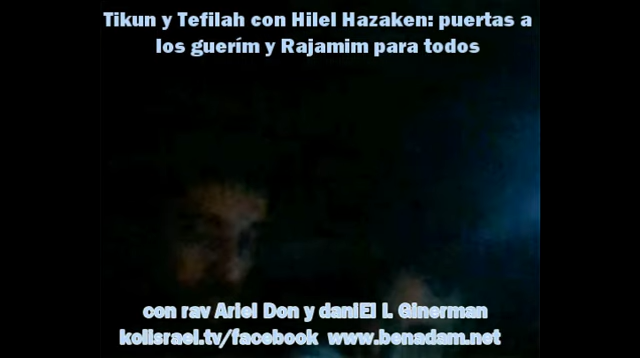 Tikun y Tefilah con Hilel Hazaken: puertas a
los guerím y Rajamim para todos
con rav Ariel Don y daniEl I. Ginerman
kolisrael.tv/facebook www.benadam.net